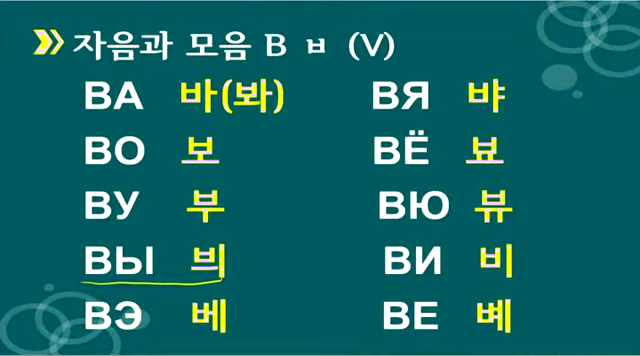 자음과 모음 В ㅂ (V)
ВА 바(봐) ВЯ 뱌
ВО 보 ВЁ 뵤
ВУ 부 ВЮ 뷰
ВЫ 븨 ВИ 비
ВЭ 베 ВЕ 볘